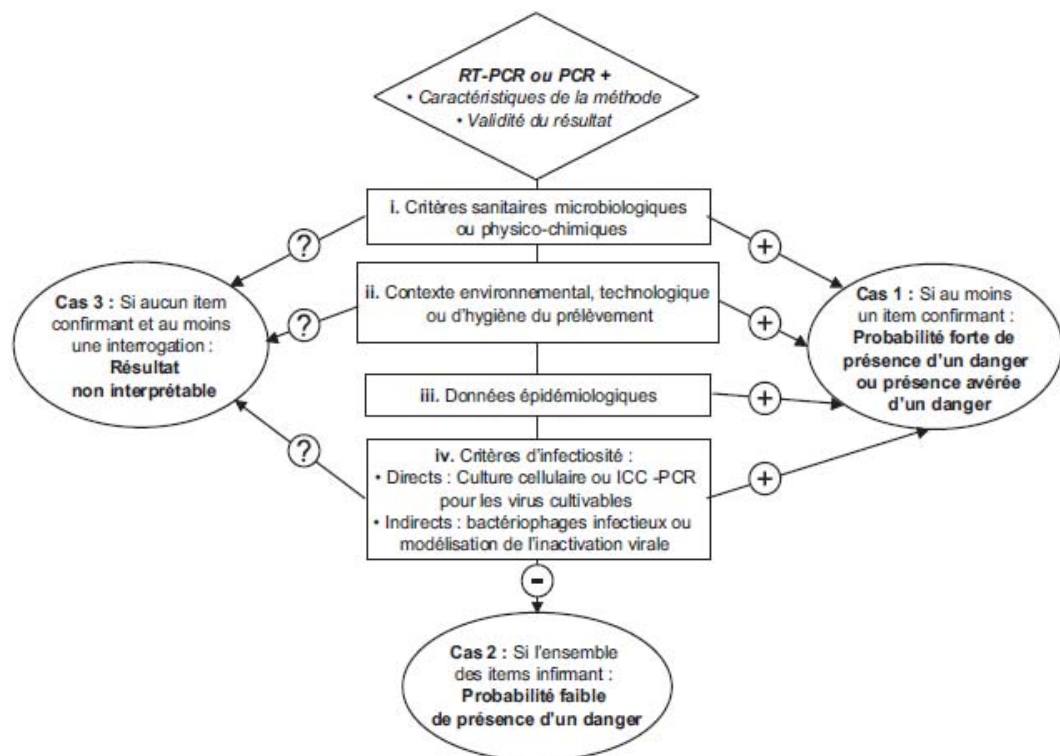 RT-PCR ou PCR +
• Caractéristiques de la méthode
• Validité du résultat
i. Critères sanitaires microbiologiques
ou physico-chimiques
?
+
ii. Contexte environnemental, technologique
ou d'hygiène du prélèvement
?
+
Cas 3 : Si aucun item
confirmant et au moins
une interrogation :
Résultat
non interprétable
Cas 1 : Si au moins
un item confirmant :
Probabilité forte de
présence d'un danger
ou présence avérée
d'un danger
iii. Données épidémiologiques
+
iv. Critères d'infectiosité :
• Directs : Culture cellulaire ou ICC -PCR
pour les virus cultivables
• Indirects : bactériophages infectieux ou
modélisation de l'inactivation virale
?
+
-
Cas 2 : Si l'ensemble
des items infirmant :
Probabilité faible
de présence d'un danger